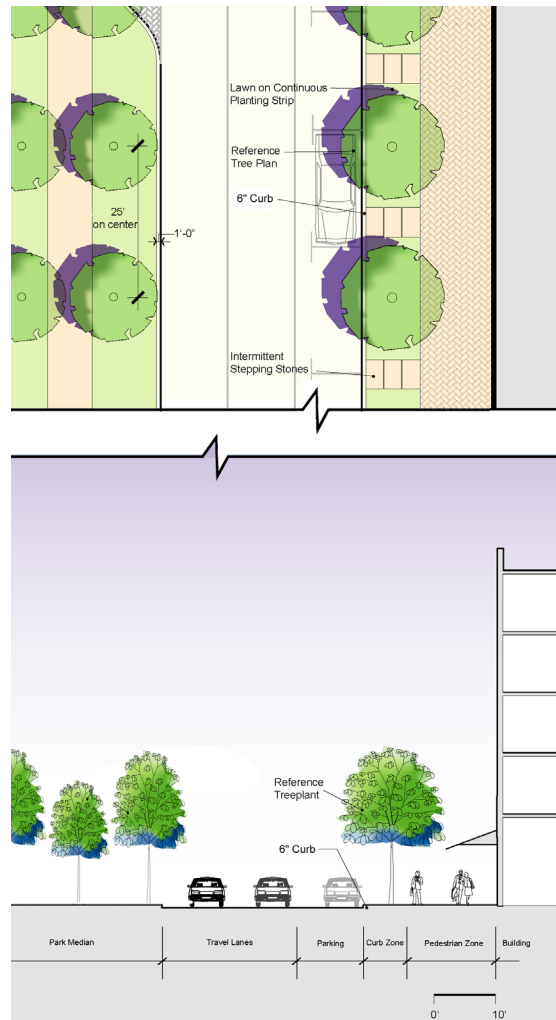 Lawn on Continuous
Planting Strip
Reference
Tree Plan
6" Curb
25'
on center
1'-0"
Intermittent
Stepping Stones
Reference
Treeplant
6" Curb
Park Median
Travel Lanes
Parking
Curb Zone
Pedestrian Zone
Building
0'
10'